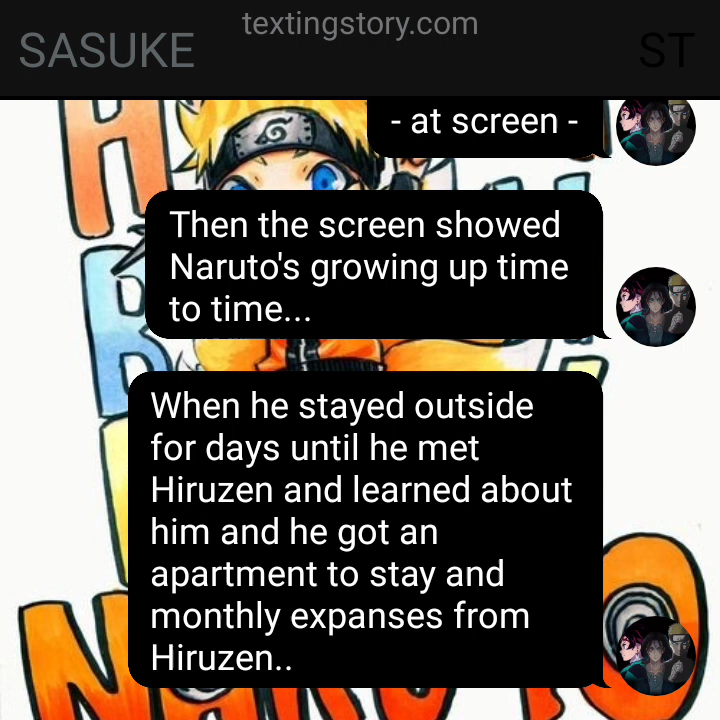 textingstory.com
SASUKE
ST
- at screen -
Then the screen showed
Naruto's growing up time
to time...
When he stayed outside
for days until he met
Hiruzen and learned about
him and he got an
apartment to stay and
monthly expanses from
Hiruzen..
NARUTO